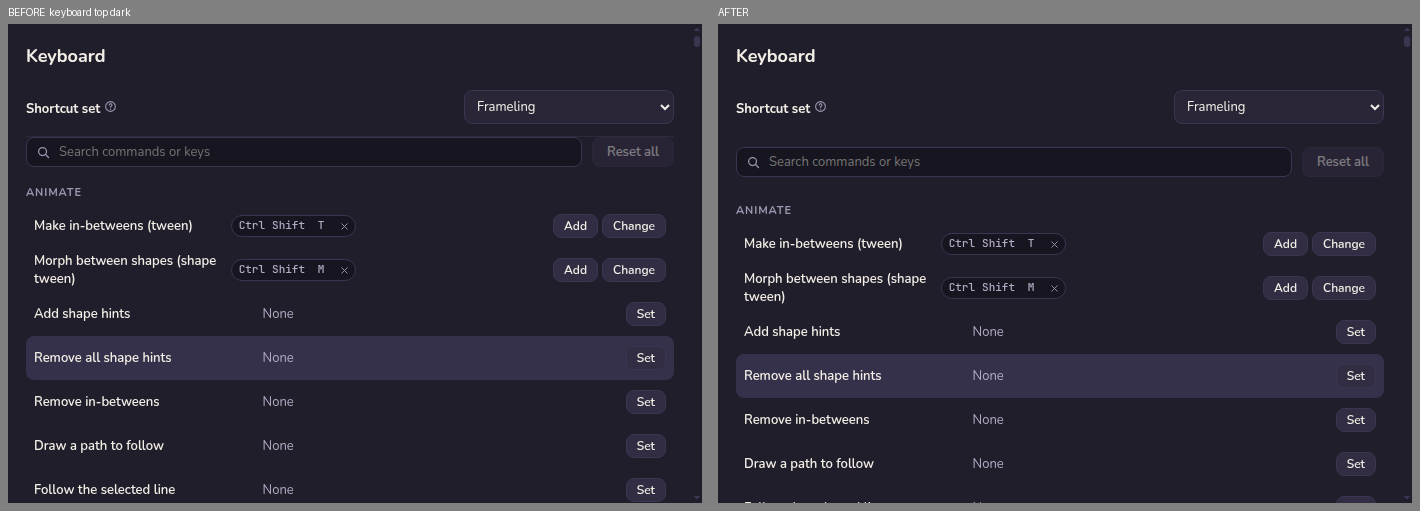 BEFORE keyboard top dark
Keyboard
Shortcut set
Frameling
Search commands or keys
Reset all
ANIMATE
Make in-betweens (tween)
Ctrl Shift T
Add
Change
Morph between shapes (shape
tween)
Ctrl Shift M
Add
Change
Add shape hints
None
Set
Remove all shape hints
None
Set
Remove in-betweens
None
Set
Draw a path to follow
None
Set
Follow the selected line
None
Set
AFTER
Keyboard
Shortcut set
Frameling
Search commands or keys
Reset all
ANIMATE
Make in-betweens (tween)
Ctrl Shift T
Add
Change
Morph between shapes (shape
tween)
Ctrl Shift M
Add
Change
Add shape hints
None
Set
Remove all shape hints
None
Set
Remove in-betweens
None
Set
Draw a path to follow
None
Set